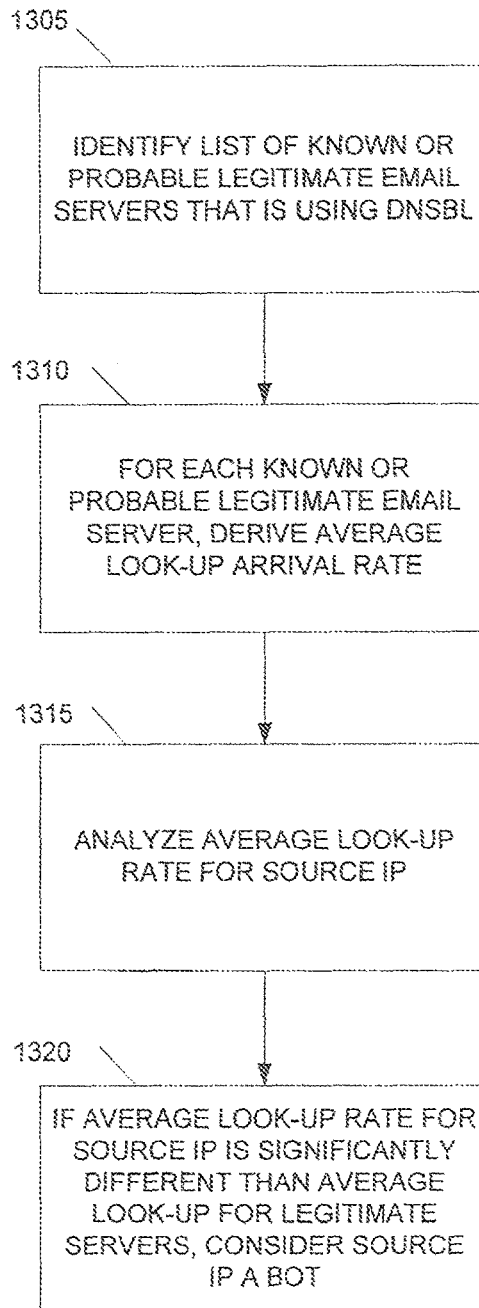 1305
IDENTIFY LIST OF KNOWN OR
PROBABLE LEGITIMATE EMAIL
SERVERS THAT IS USING DNSBL
1310
FOR EACH KNOWN OR
PROBABLE LEGITIMATE EMAIL
SERVER, DERIVE AVERAGE
LOOK-UP ARRIVAL RATE
1315
ANALYZE AVERAGE LOOK-UP
RATE FOR SOURCE IP
1320
IF AVERAGE LOOK-UP RATE FOR
SOURCE IP IS SIGNIFICANTLY
DIFFERENT THAN AVERAGE
LOOK-UP FOR LEGITIMATE
SERVERS, CONSIDER SOURCE
IP A BOT